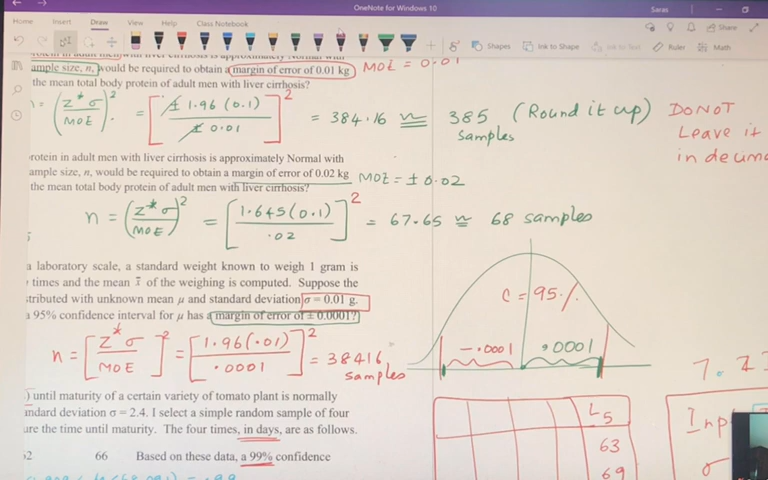 OneNote for Windows 10
Saras
Home Insert Draw View Help Class Notebook
Share
Shapes Ink to Shape Ink to Text Ruler Math
ample size, n, would be required to obtain a margin of error of 0.01 kg MOE = 0.01
the mean total body protein of adult men with liver cirrhosis?
= (z* σ / MOE)² = [± 1.96 (0.1) / ± 0.01]² = 384.16 ≅ 385 (Round it up)
samples
DO NOT
Leave it
in decima
rotein in adult men with liver cirrhosis is approximately Normal with
ample size, n, would be required to obtain a margin of error of 0.02 kg MOE = ± 0.02
the mean total body protein of adult men with liver cirrhosis?
n = (z* σ / MOE)² = [1.645 (0.1) / .02]² = 67.65 ≅ 68 samples
a laboratory scale, a standard weight known to weigh 1 gram is
times and the mean x̄ of the weighing is computed. Suppose the
tributed with unknown mean μ and standard deviation σ = 0.01 g.
a 95% confidence interval for μ has a margin of error of ± 0.0001?
C = 95%
-.0001 .0001
n = [z* σ / MOE]² = [1.96 (.01) / .0001]² = 38416
samples
until maturity of a certain variety of tomato plant is normally
ndard deviation σ = 2.4. I select a simple random sample of four
ure the time until maturity. The four times, in days, are as follows.
66 Based on these data, a 99% confidence
L5
63
69
Inp
σ